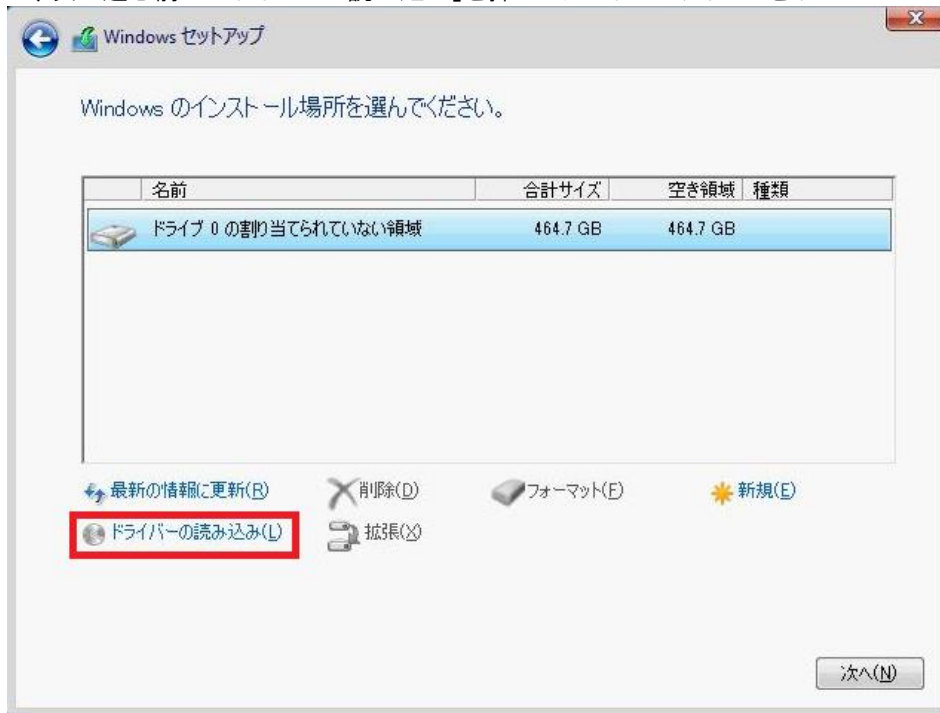 Windows セットアップ
Windows のインストール場所を選んでください。
名前 合計サイズ 空き領域 種類
ドライブ 0 の割り当てられていない領域 464.7 GB 464.7 GB
最新の情報に更新(R) 削除(D) フォーマット(F) 新規(E)
ドライバーの読み込み(L) 拡張(X)
次へ(N)